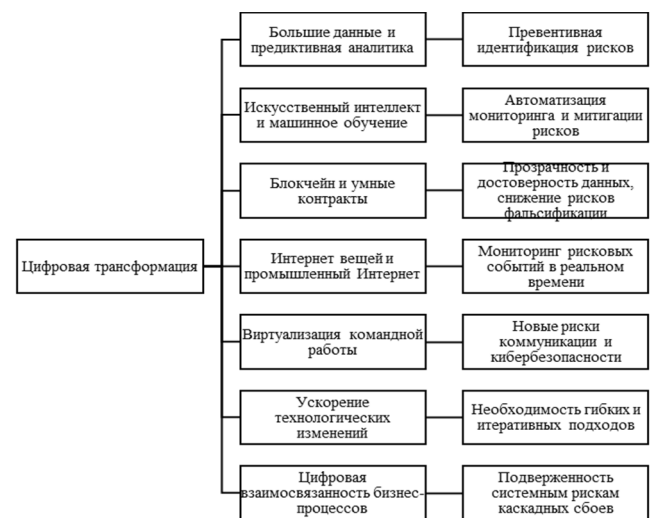 Большие данные и
предиктивная аналитика
Превентивная
идентификация рисков
Искусственный интеллект
и машинное обучение
Автоматизация
мониторинга и митигации
рисков
Блокчейн и умные
контракты
Прозрачность и
достоверность данных,
снижение рисков
фальсификации
Цифровая трансформация
Интернет вещей и
промышленный Интернет
Мониторинг рисковых
событий в реальном
времени
Виртуализация командной
работы
Новые риски
коммуникации и
кибербезопасности
Ускорение
технологических
изменений
Необходимость гибких и
итеративных подходов
Цифровая
взаимосвязанность бизнес-
процессов
Подверженность
системным рискам
каскадных сбоев